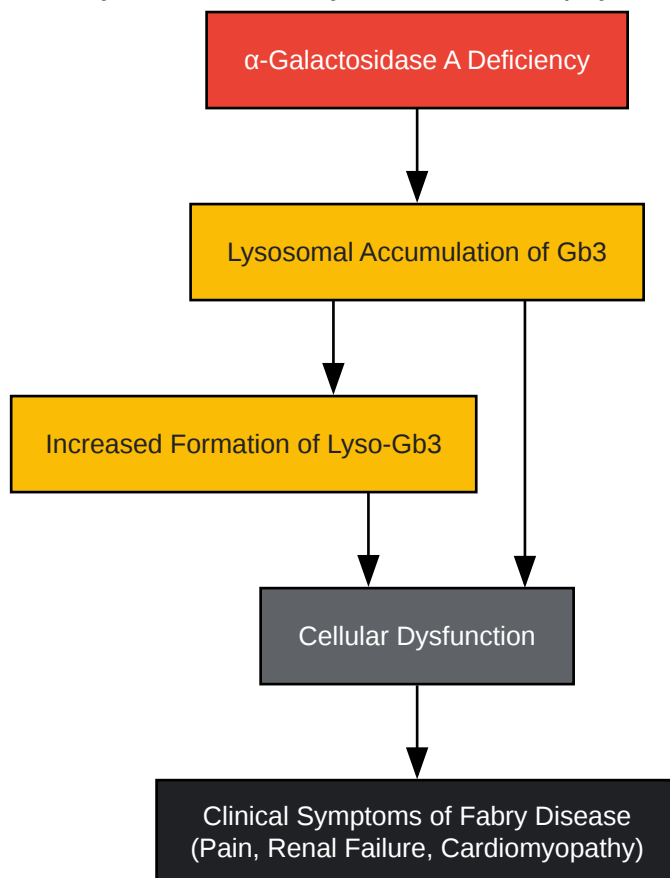 α-Galactosidase A Deficiency
Lysosomal Accumulation of Gb3
Increased Formation of Lyso-Gb3
Cellular Dysfunction
Clinical Symptoms of Fabry Disease
(Pain, Renal Failure, Cardiomyopathy)